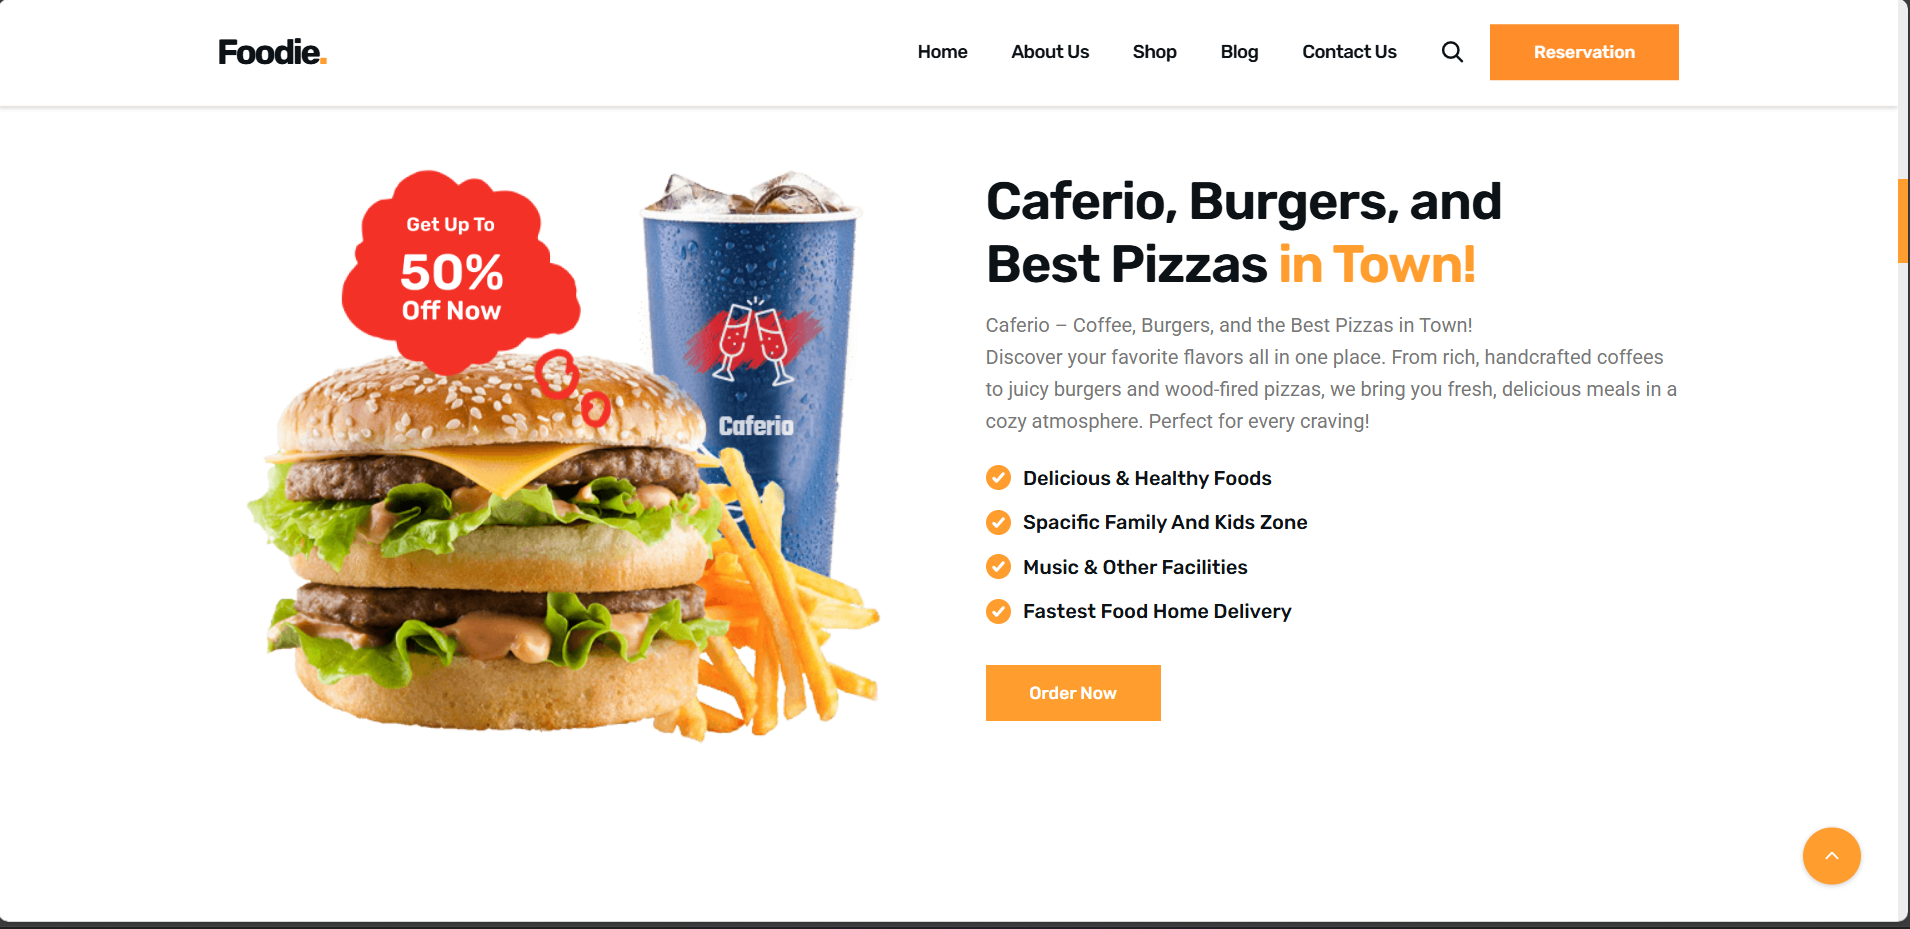 Foodie.
Home
About Us
Shop
Blog
Contact Us
Reservation
Get Up To
50%
Off Now
Caferio
Caferio, Burgers, and
Best Pizzas in Town!
Caferio – Coffee, Burgers, and the Best Pizzas in Town!
Discover your favorite flavors all in one place. From rich, handcrafted coffees
to juicy burgers and wood-fired pizzas, we bring you fresh, delicious meals in a
cozy atmosphere. Perfect for every craving!
Delicious & Healthy Foods
Spacific Family And Kids Zone
Music & Other Facilities
Fastest Food Home Delivery
Order Now